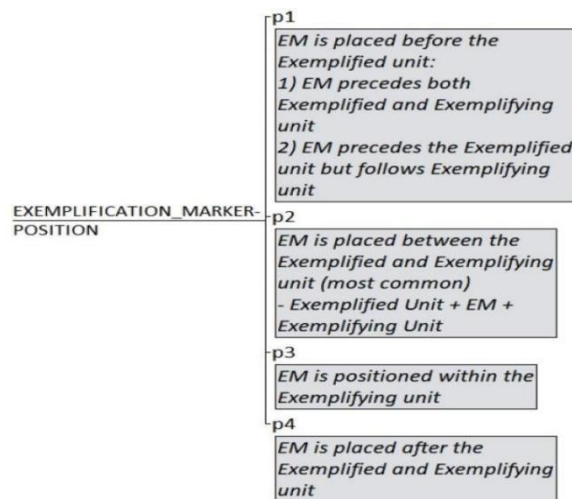 p1
EM is placed before the
Exemplified unit:
1) EM precedes both
Exemplified and Exemplifying
unit
2) EM precedes the Exemplified
unit but follows Exemplifying
unit
EXEMPLIFICATION_MARKER-
POSITION
p2
EM is placed between the
Exemplified and Exemplifying
unit (most common)
- Exemplified Unit + EM +
Exemplifying Unit
p3
EM is positioned within the
Exemplifying unit
p4
EM is placed after the
Exemplified and Exemplifying
unit